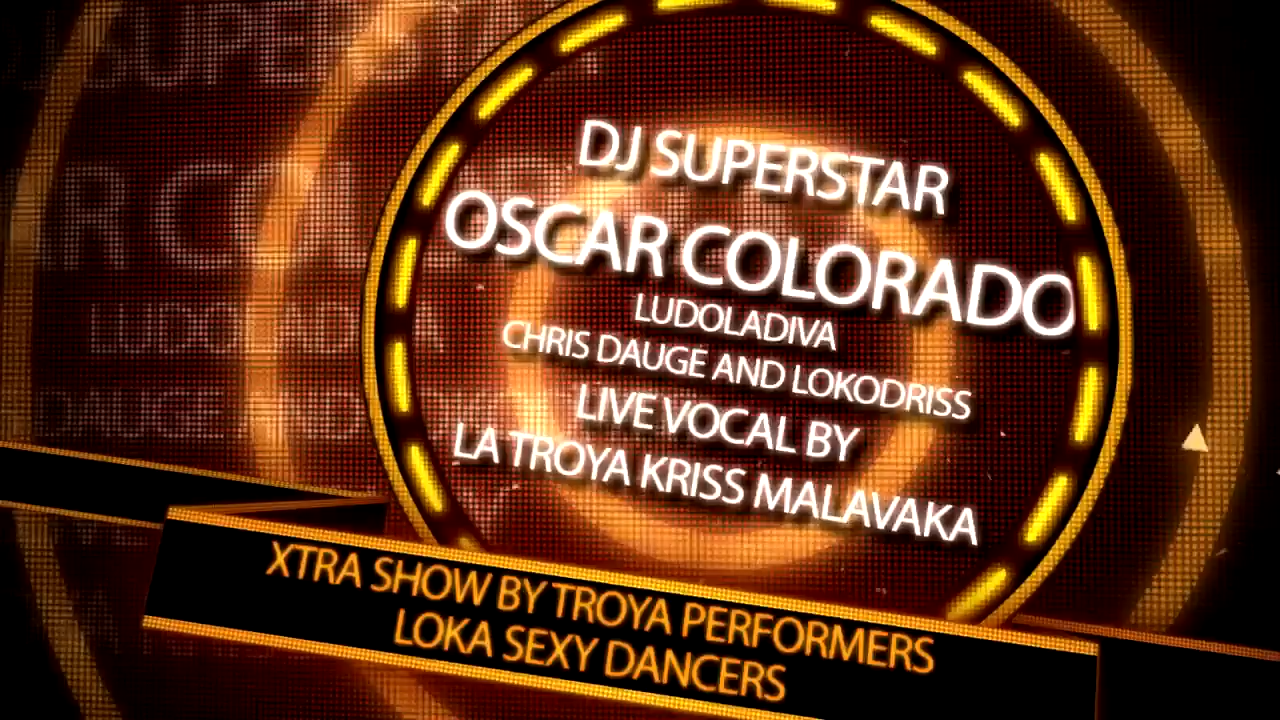 DJ SUPERSTAR
OSCAR COLORADO
LUDOLADIVA
CHRIS DAUGE AND LOKODRISS
LIVE VOCAL BY
LA TROYA KRISS MALAVAKA
XTRA SHOW BY TROYA PERFORMERS
LOKA SEXY DANCERS